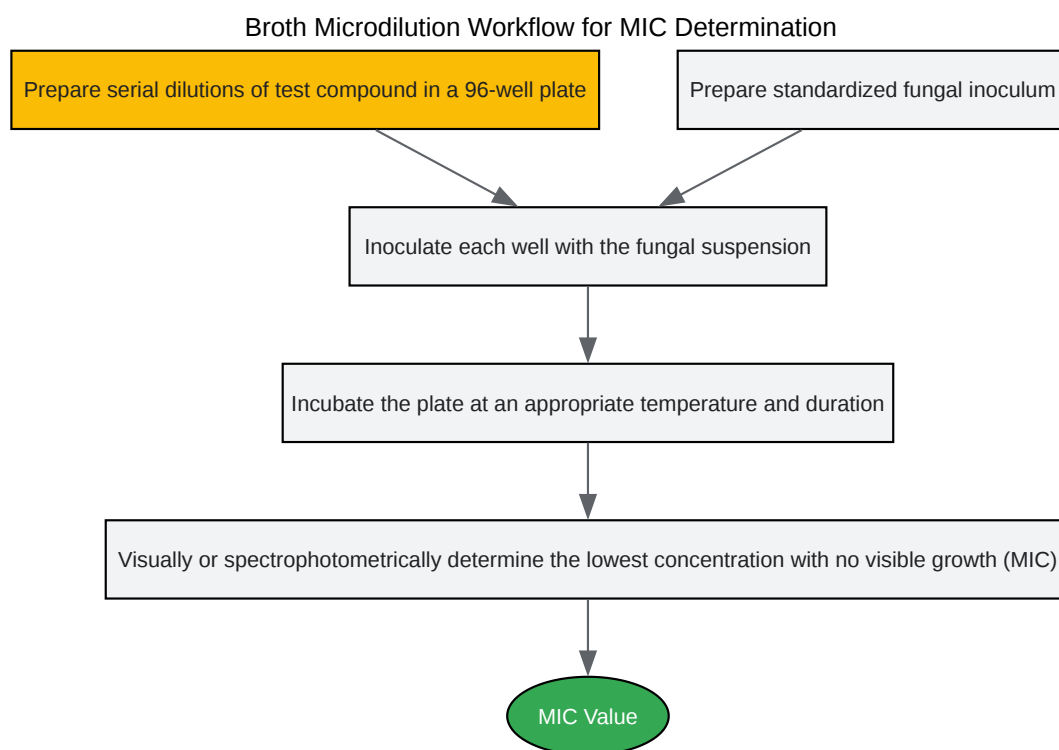 Broth Microdilution Workflow for MIC Determination
Prepare serial dilutions of test compound in a 96-well plate
Prepare standardized fungal inoculum
Inoculate each well with the fungal suspension
Incubate the plate at an appropriate temperature and duration
Visually or spectrophotometrically determine the lowest concentration with no visible growth (MIC)
MIC Value